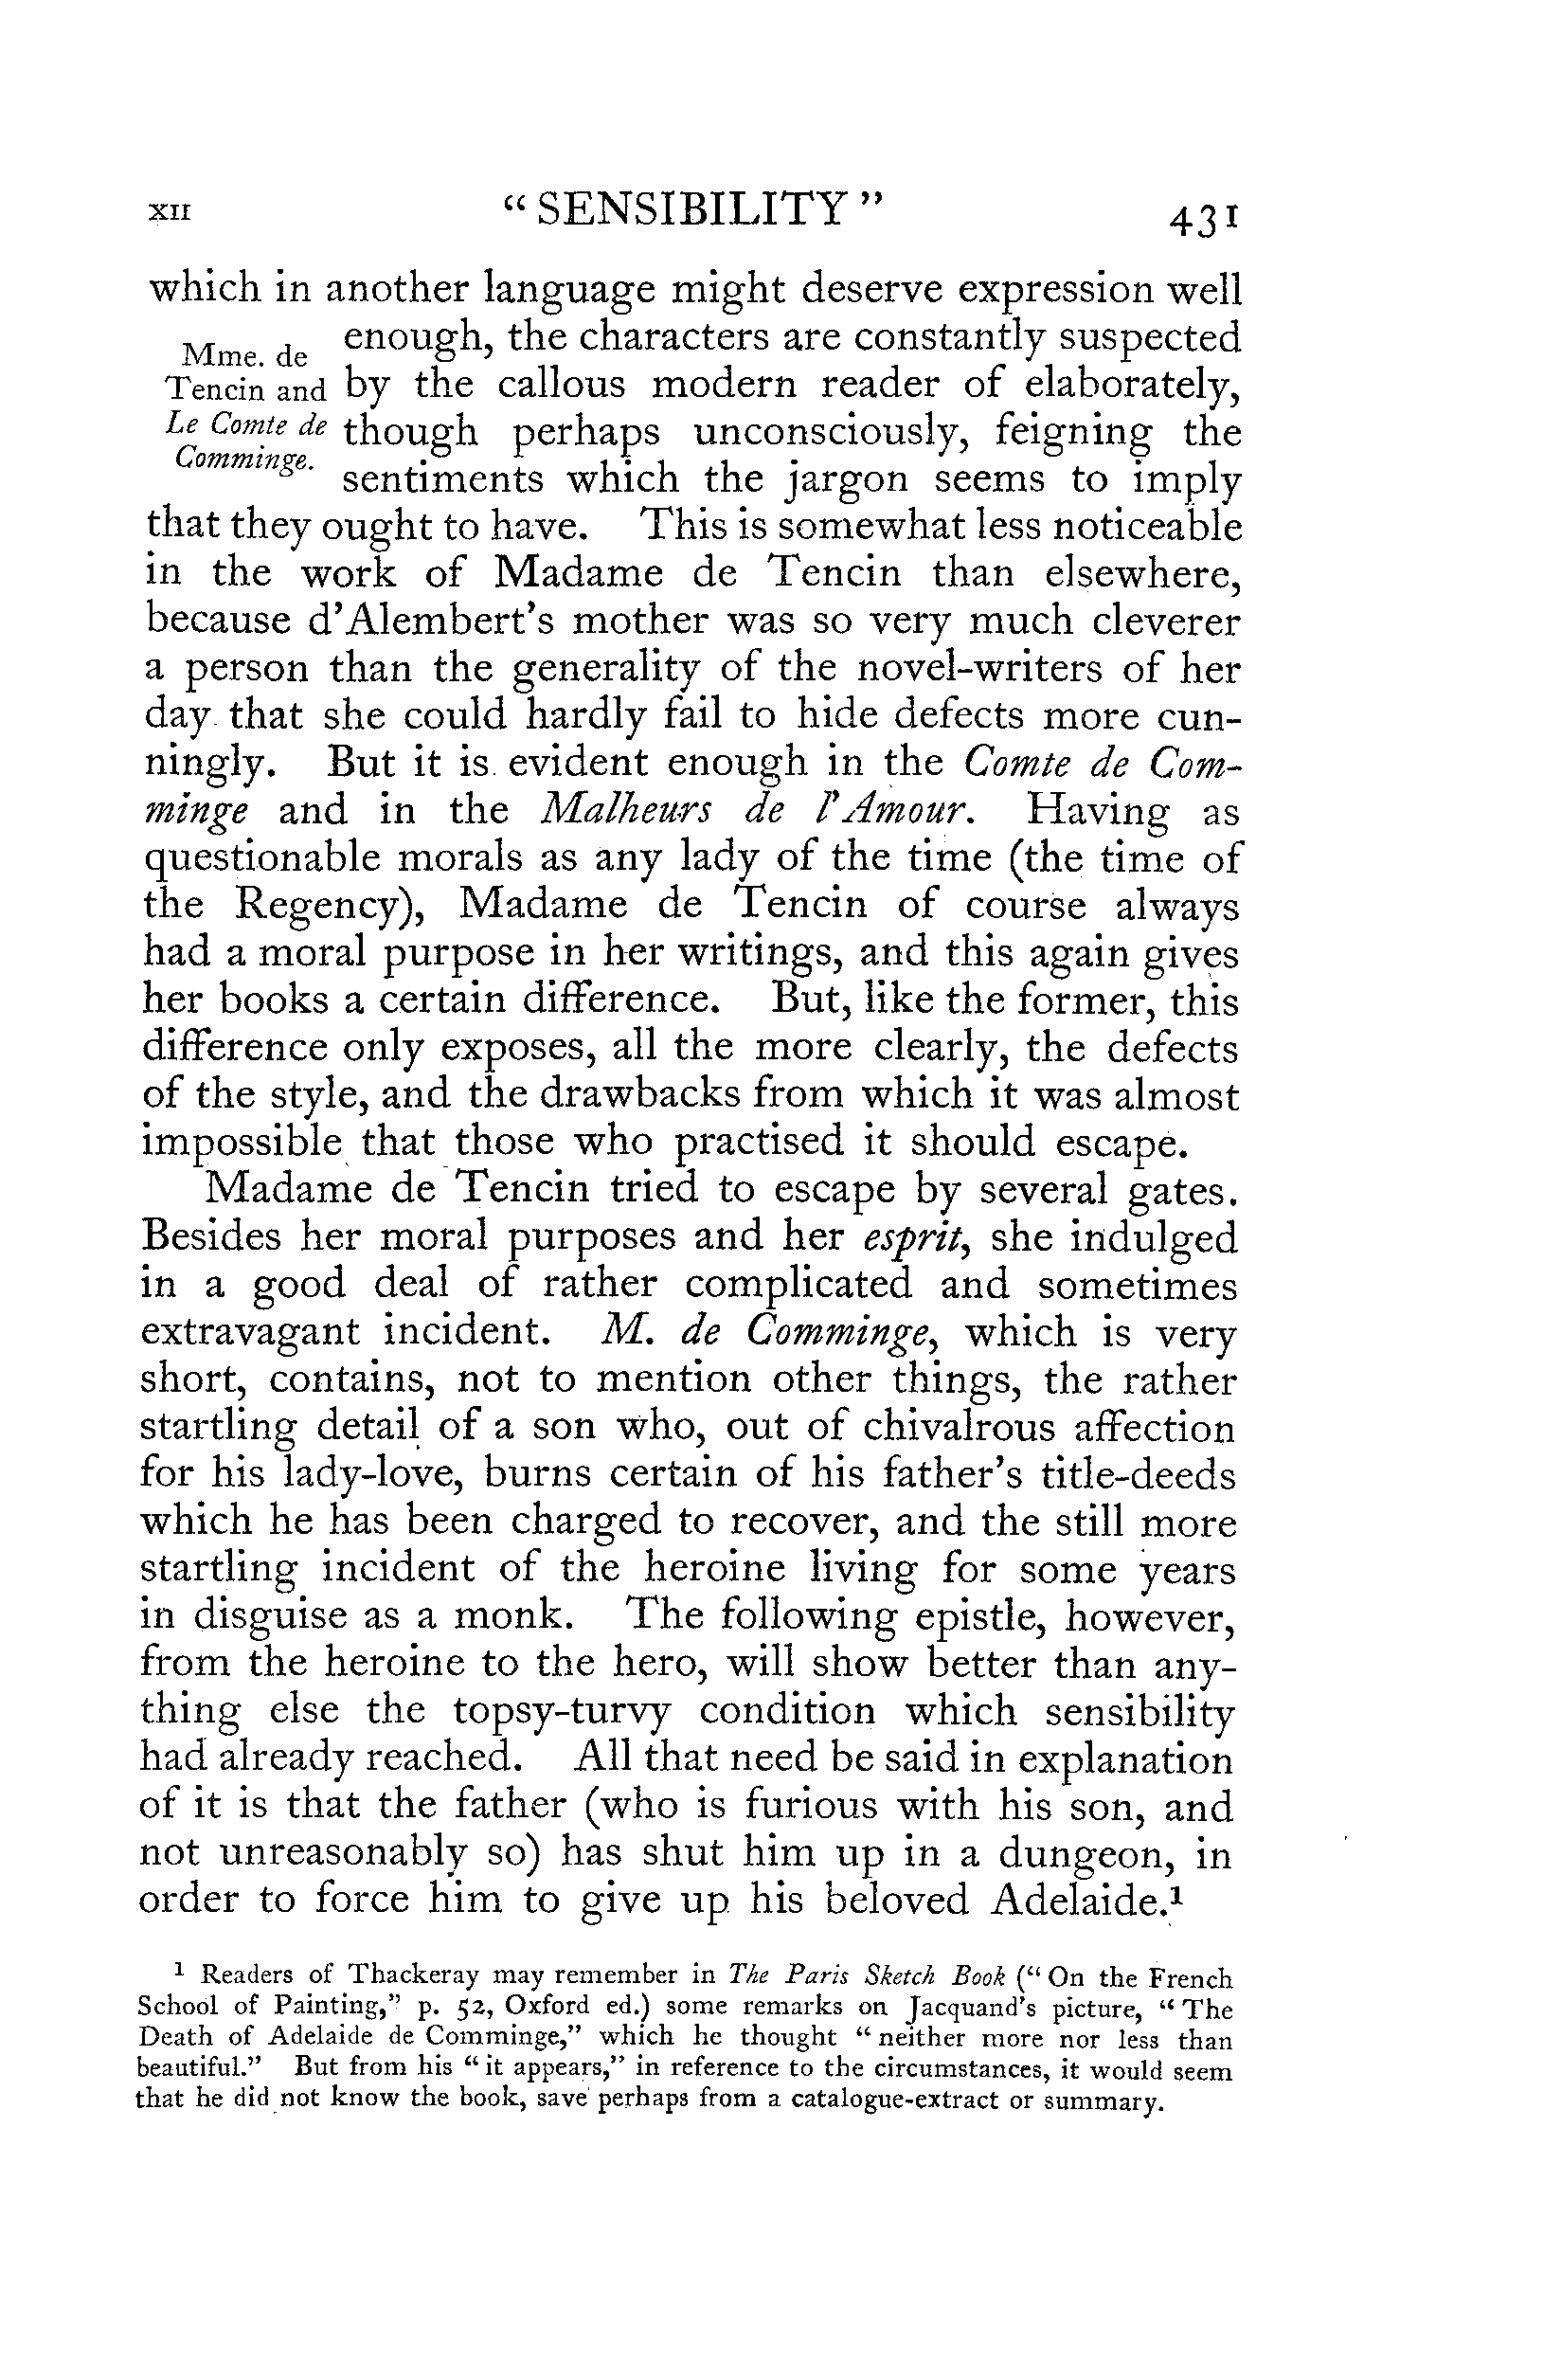 XII “ SENSIBILITY ” 431
which in another language might deserve expression well
Mme. de
Tencin and
Le Comte de
Comminge.
enough, the characters are constantly suspected
by the callous modern reader of elaborately,
though perhaps unconsciously, feigning the
sentiments which the jargon seems to imply
that they ought to have. This is somewhat less noticeable
in the work of Madame de Tencin than elsewhere,
because d’Alembert’s mother was so very much cleverer
a person than the generality of the novel-writers of her
day that she could hardly fail to hide defects more cun-
ningly. But it is evident enough in the Comte de Com-
minge and in the Malheurs de l’Amour. Having as
questionable morals as any lady of the time (the time of
the Regency), Madame de Tencin of course always
had a moral purpose in her writings, and this again gives
her books a certain difference. But, like the former, this
difference only exposes, all the more clearly, the defects
of the style, and the drawbacks from which it was almost
impossible that those who practised it should escape.
Madame de Tencin tried to escape by several gates.
Besides her moral purposes and her esprit, she indulged
in a good deal of rather complicated and sometimes
extravagant incident. M. de Comminge, which is very
short, contains, not to mention other things, the rather
startling detail of a son who, out of chivalrous affection
for his lady-love, burns certain of his father’s title-deeds
which he has been charged to recover, and the still more
startling incident of the heroine living for some years
in disguise as a monk. The following epistle, however,
from the heroine to the hero, will show better than any-
thing else the topsy-turvy condition which sensibility
had already reached. All that need be said in explanation
of it is that the father (who is furious with his son, and
not unreasonably so) has shut him up in a dungeon, in
order to force him to give up his beloved Adelaide.¹
¹ Readers of Thackeray may remember in The Paris Sketch Book (“ On the French
School of Painting,” p. 52, Oxford ed.) some remarks on Jacquand’s picture, “ The
Death of Adelaide de Comminge,” which he thought “ neither more nor less than
beautiful.” But from his “ it appears,” in reference to the circumstances, it would seem
that he did not know the book, save perhaps from a catalogue-extract or summary.